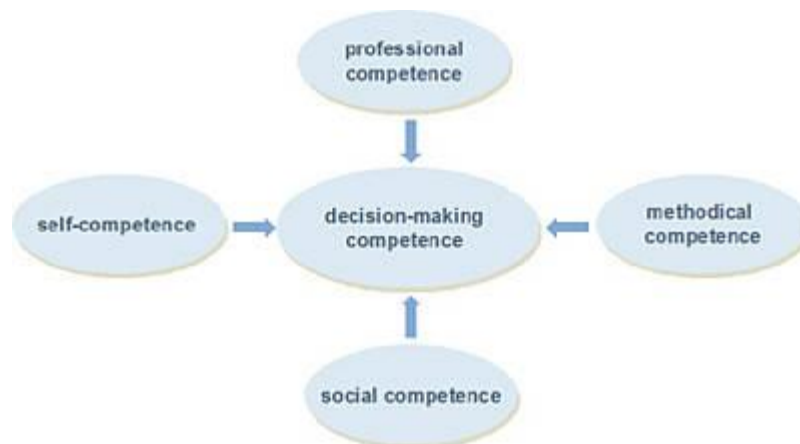 professional
competence
self-competence
decision-making
competence
methodical
competence
social competence